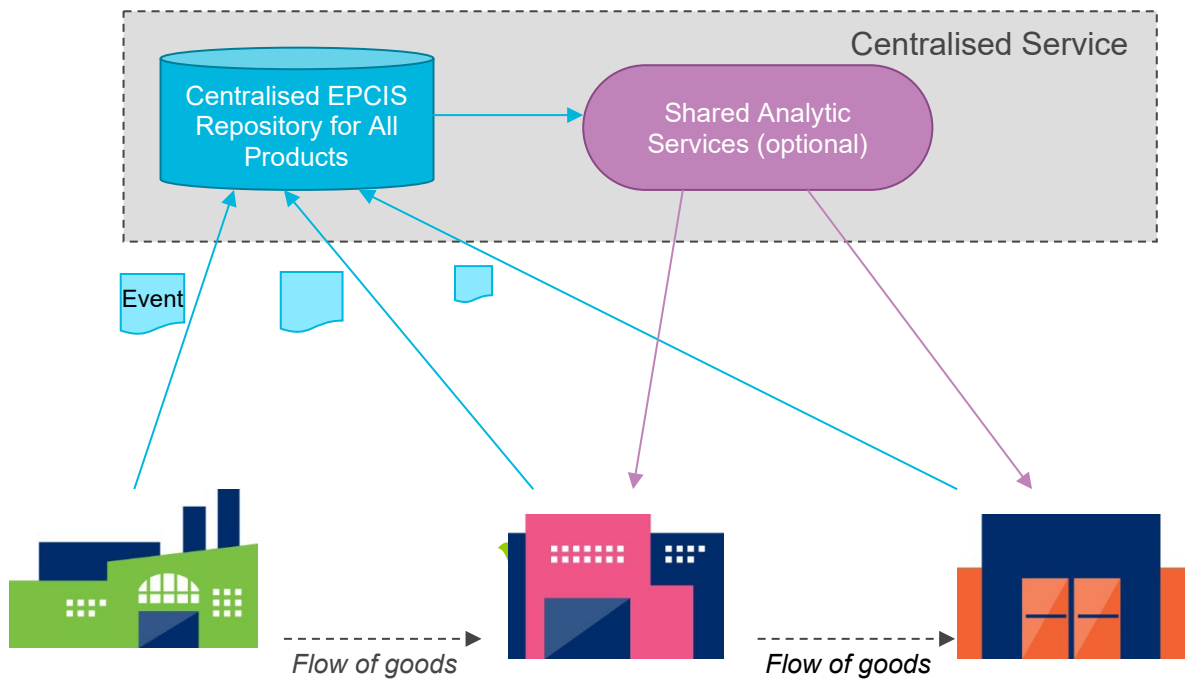 Centralised Service
Centralised EPCIS
Repository for All
Products
Shared Analytic
Services (optional)
Event
Flow of goods
Flow of goods